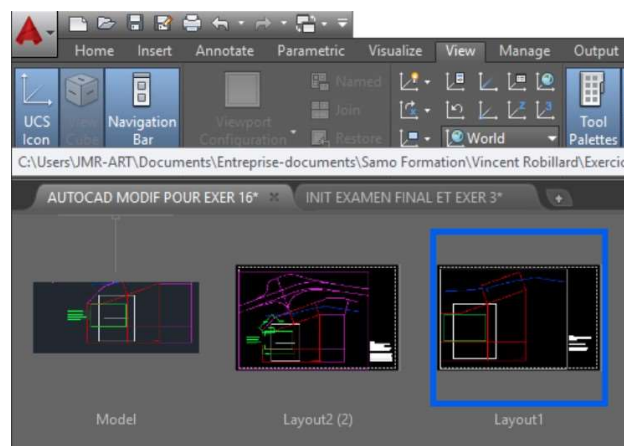 Home Insert Annotate Parametric Visualize View Manage Output
Named
Join
Restore
UCS
Icon
View
Cube
Navigation
Bar
Viewport
Configuration
World
Tool
Palettes
C:\Users\JMR-ART\Documents\Entreprise-documents\Samo Formation\Vincent Robillard\Exercic
AUTOCAD MODIF POUR EXER 16* INIT EXAMEN FINAL ET EXER 3*
Model Layout2 (2) Layout1